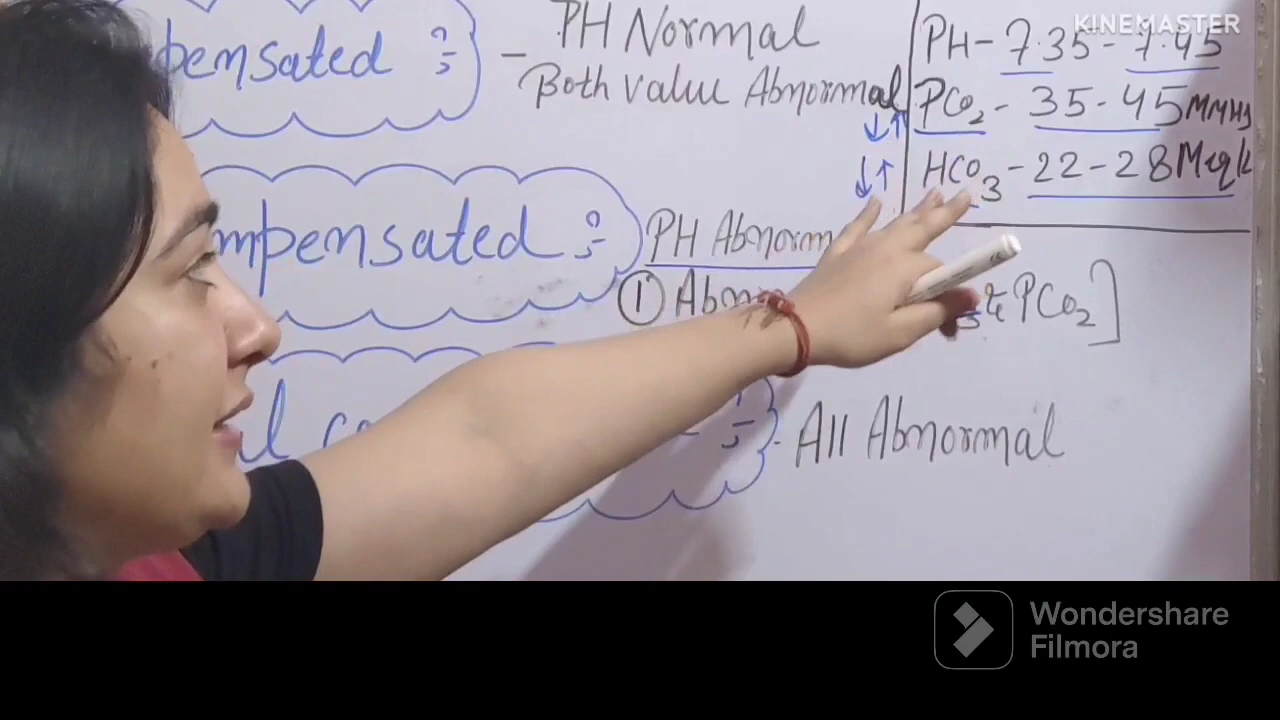 pensated :-
- PH Normal
Both value Abnormal
PH - 7.35 - 7.45
PCO2 - 35 - 45 MMHg
HCO3 - 22 - 28 Meq/L
↓↑
↓↑
mpensated :-
PH Abnorm
① Abno
PCO2]
All Abnormal
KINEMASTER
Wondershare
Filmora